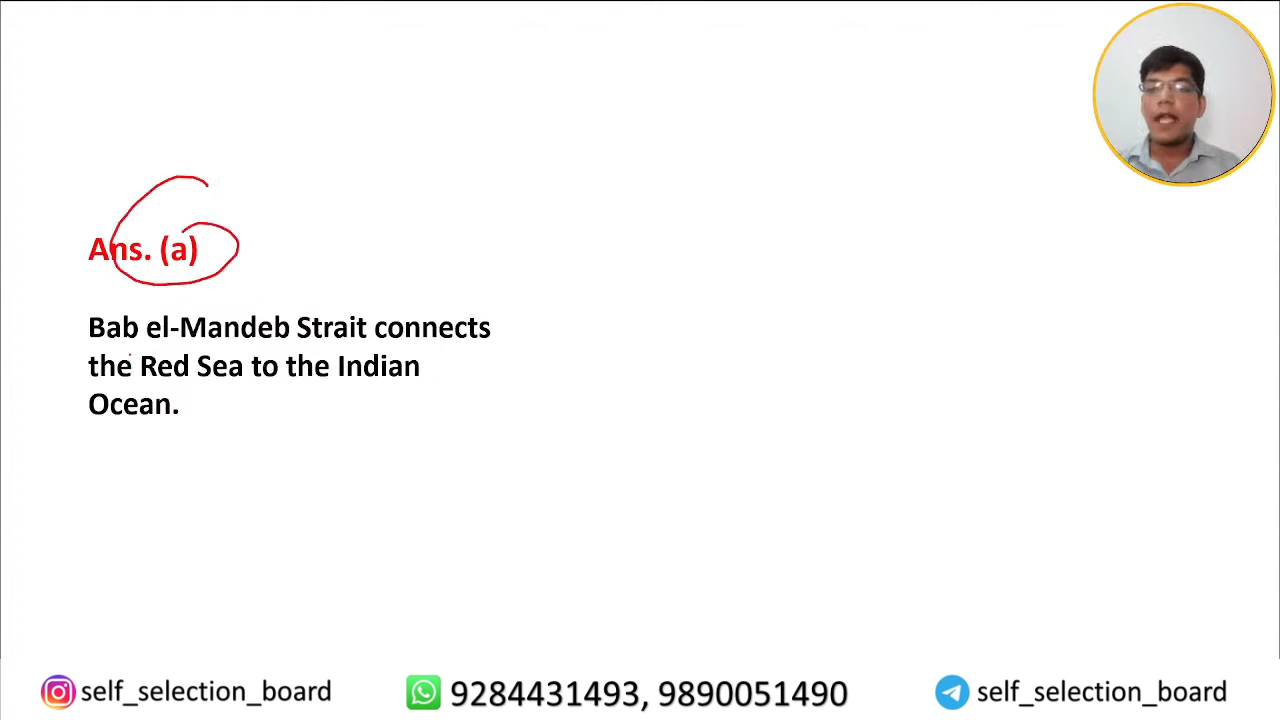 Ans. (a)
Bab el-Mandeb Strait connects
the Red Sea to the Indian
Ocean.
self_selection_board
9284431493, 9890051490
self_selection_board